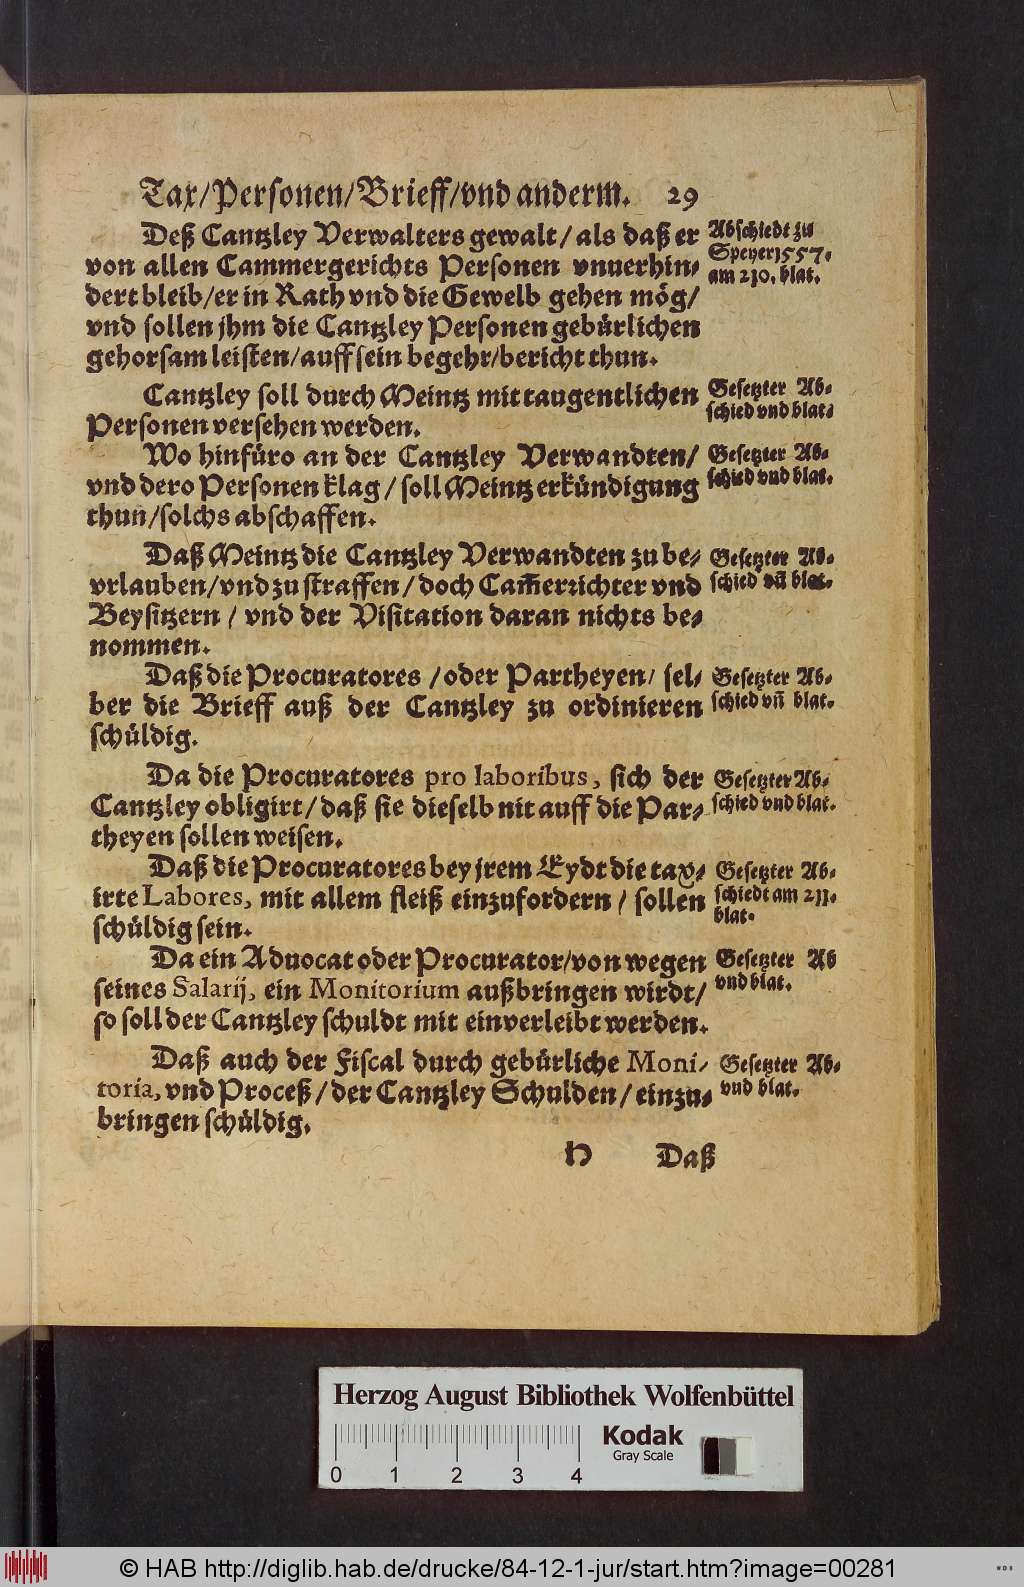 Tax/Personen/Brieff/vnd anderm. 29
Deß Cantzley Verwalters gewalt/als daß er
von allen Cammergerichts Personen vnuerhin-
dert bleib/er in Rath vnd die Gewelb gehen mög/
vnd sollen jhm die Cantzley Personen gebürlichen
gehorsam leisten/auff sein begehr/bericht thun.
Abschiedt zu
Speyer 1557.
am 210. blat.
Cantzley soll durch Meintz mit taugentlichen
Personen versehen werden.
Gesetzter Ab-
schied vnd blat.
Wo hinfüro an der Cantzley Verwandten/
vnd dero Personen klag/soll Meintz erkündigung
thun/solchs abschaffen.
Gesetzter Ab-
schied vnd blat.
Daß Meintz die Cantzley Verwandten zu be-
vrlauben/vnd zu straffen/doch Cam̃errichter vnd
Beysitzern/vnd der Visitation daran nichts be-
nommen.
Gesetzter Ab-
schied vñ blat.
Daß die Procuratores/oder Partheyen/sel-
ber die Brieff auß der Cantzley zu ordinieren
schüldig.
Gesetzter Ab-
schied vñ blat.
Da die Procuratores pro laboribus, sich der
Cantzley obligirt/daß sie dieselb nit auff die Par-
theyen sollen weisen.
Gesetzter Ab-
schied vnd blat.
Daß die Procuratores bey jrem Eydt die tax-
irte Labores, mit allem fleiß einzufordern/sollen
schüldig sein.
Gesetzter Ab-
schiedt am 211.
blat.
Da ein Aduocat oder Procurator/von wegen
seines Salarij, ein Monitorium außbringen wirdt/
so soll der Cantzley schuldt mit einverleibt werden.
Gesetzter Ab
vnd blat.
Daß auch der Fiscal durch gebürliche Moni-
toria, vnd Proceß/der Cantzley Schulden/einzu-
bringen schüldig.
Gesetzter Ab-
vnd blat.
H Daß
Herzog August Bibliothek Wolfenbüttel
Kodak
Gray Scale
0 1 2 3 4
© HAB http://diglib.hab.de/drucke/84-12-1-jur/start.htm?image=00281